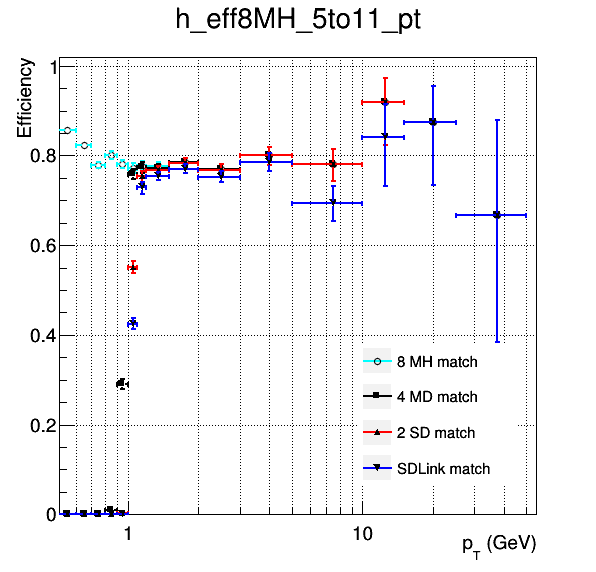 h_eff8MH_5to11_pt
Efficiency
1
0.8
0.6
0.4
0.2
0
8 MH match
4 MD match
2 SD match
SDLink match
1
10
pT (GeV)